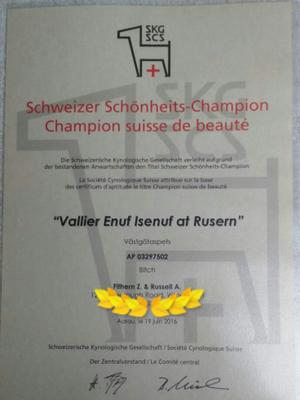 SKG
SCS
Schweizer Schönheits-Champion
Champion suisse de beauté
Die Schweizerische Kynologische Gesellschaft verleiht aufgrund
der bestandenen Anwartschaften den Titel Schweizer Schönheits-Champion
La Société Cynologique Suisse attribue sur la base
des certificats d'aptitude le titre Champion suisse de beauté
"Vallier Enuf Isenuf at Rusern"
Västgötaspets
AP 03297502
Bitch
Fithern Z. & Russell A.
Road,
Aarau, le 19 juin 2016
Schweizerische Kynologische Gesellschaft / Société Cynologique Suisse
Der Zentralvorstand / Le Comité central